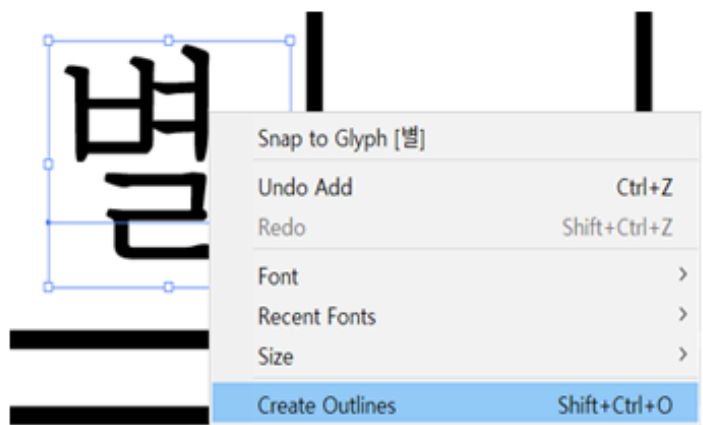 별
Snap to Glyph [별]
Undo Add Ctrl+Z
Redo Shift+Ctrl+Z
Font
Recent Fonts
Size
Create Outlines Shift+Ctrl+O